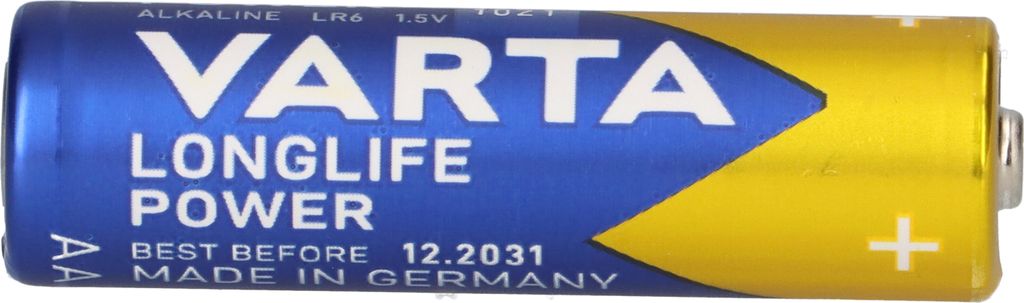 ALKALINE LR6 1.5V
VARTA
LONGLIFE
POWER
BEST BEFORE 12.2031
MADE IN GERMANY
AA
+